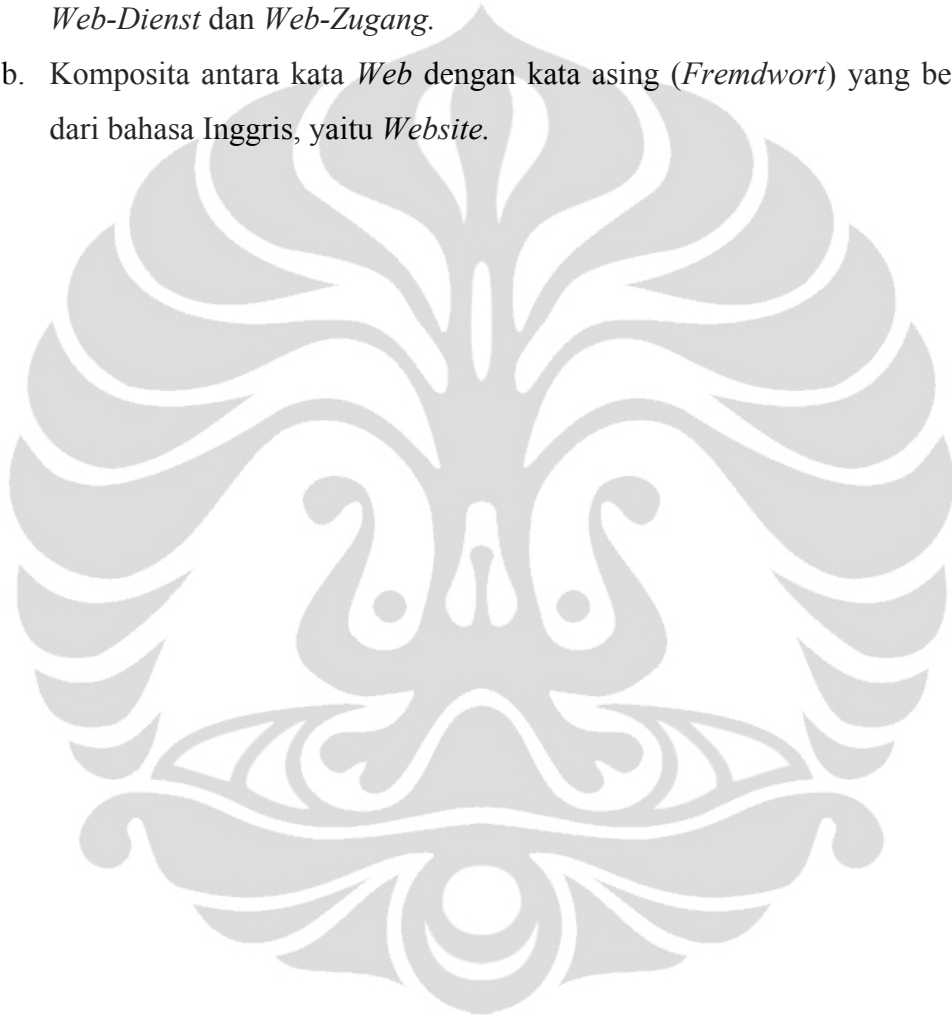 Web-Dienst dan Web-Zugang.
b. Komposita antara kata Web dengan kata asing (Fremdwort) yang be
dari bahasa Inggris, yaitu Website.